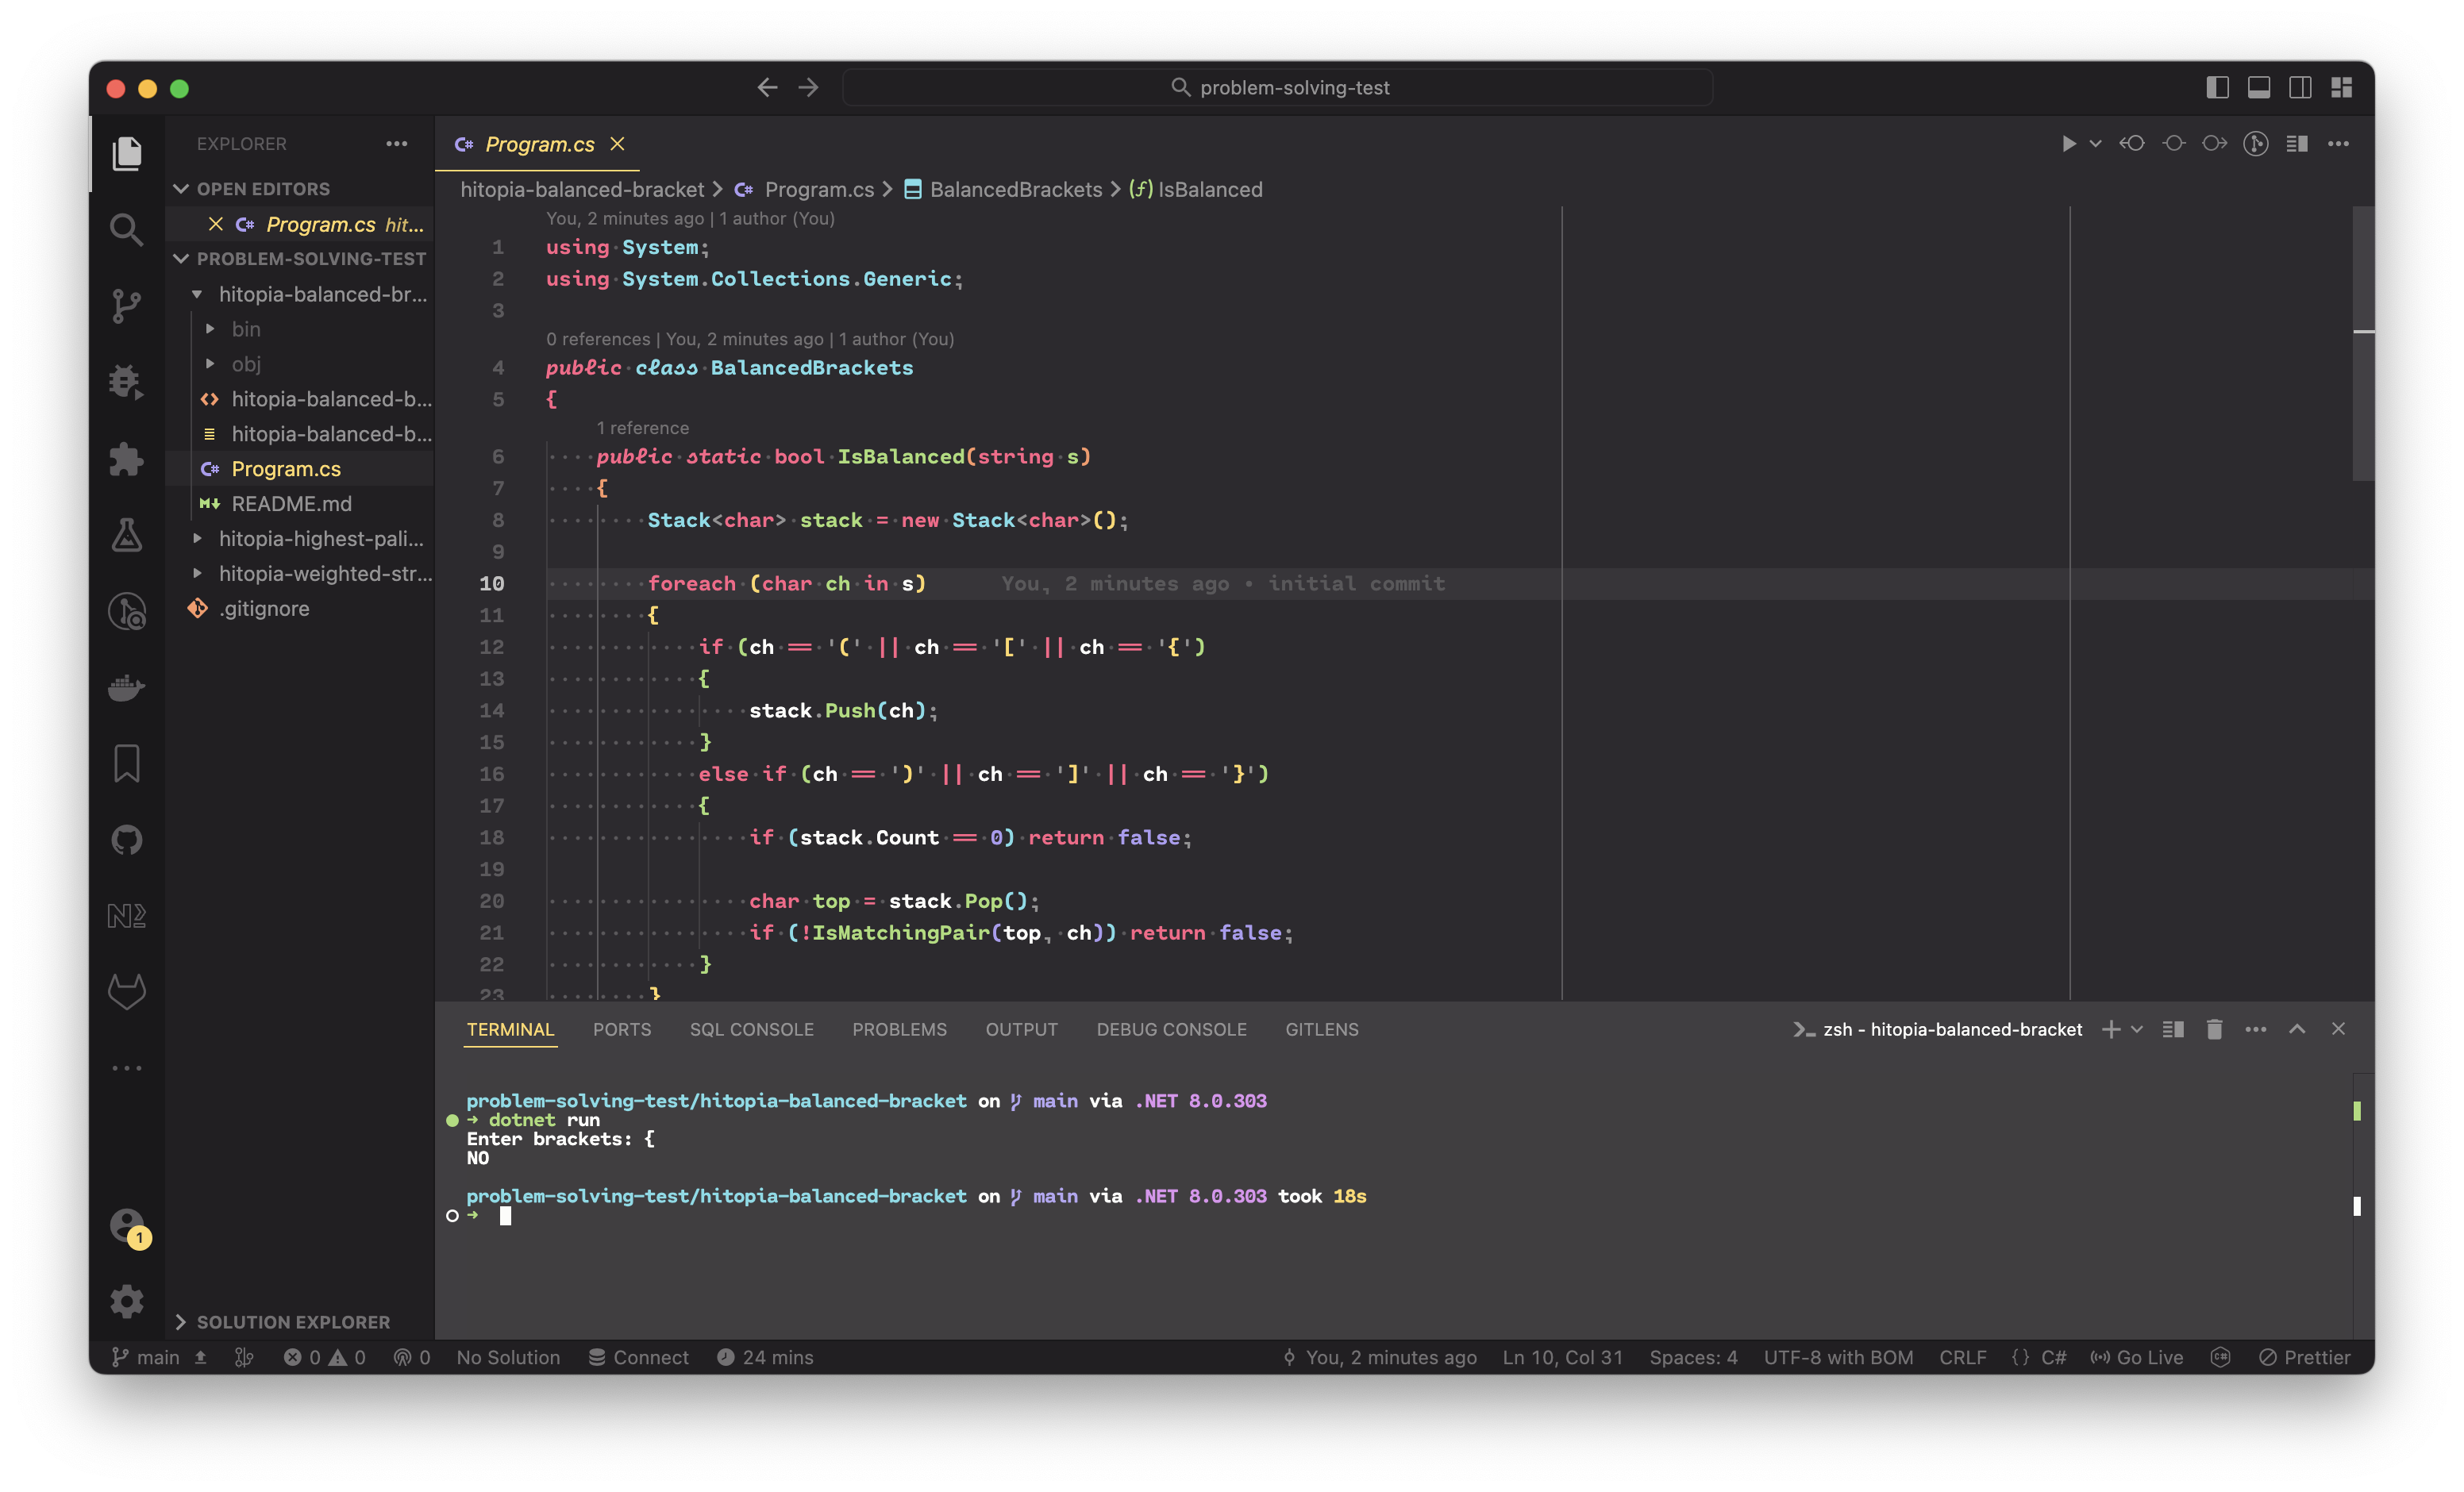 problem-solving-test
EXPLORER
OPEN EDITORS
Program.cs hit...
PROBLEM-SOLVING-TEST
hitopia-balanced-br...
bin
obj
hitopia-balanced-b...
hitopia-balanced-b...
Program.cs
README.md
hitopia-highest-pali...
hitopia-weighted-str...
.gitignore
SOLUTION EXPLORER
1
Program.cs
hitopia-balanced-bracket > Program.cs > BalancedBrackets > IsBalanced
You, 2 minutes ago | 1 author (You)
1 using System;
2 using System.Collections.Generic;
3
0 references | You, 2 minutes ago | 1 author (You)
4 public class BalancedBrackets
5 {
1 reference
6 public static bool IsBalanced(string s)
7 {
8 Stack<char> stack = new Stack<char>();
9
10 foreach (char ch in s) You, 2 minutes ago • initial commit
11 {
12 if (ch == '(' || ch == '[' || ch == '{')
13 {
14 stack.Push(ch);
15 }
16 else if (ch == ')' || ch == ']' || ch == '}')
17 {
18 if (stack.Count == 0) return false;
19
20 char top = stack.Pop();
21 if (!IsMatchingPair(top, ch)) return false;
22 }
23 }
TERMINAL PORTS SQL CONSOLE PROBLEMS OUTPUT DEBUG CONSOLE GITLENS zsh - hitopia-balanced-bracket
problem-solving-test/hitopia-balanced-bracket on main via .NET 8.0.303
➜ dotnet run
Enter brackets: {
NO
problem-solving-test/hitopia-balanced-bracket on main via .NET 8.0.303 took 18s
➜
main 0 0 0 No Solution Connect 24 mins You, 2 minutes ago Ln 10, Col 31 Spaces: 4 UTF-8 with BOM CRLF {} C# Go Live Prettier